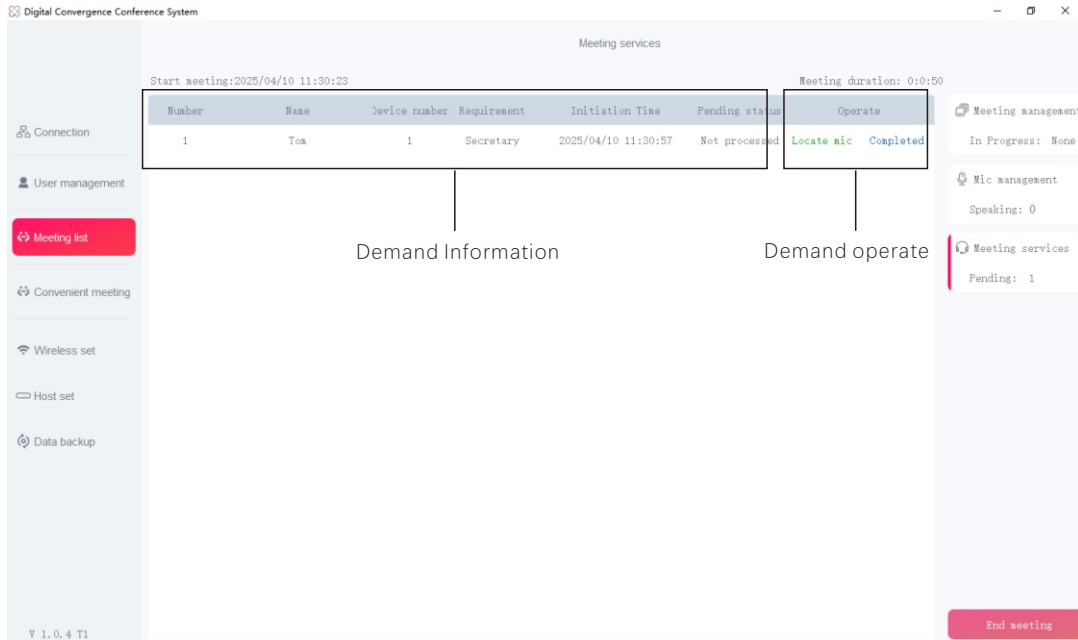 Digital Convergence Conference System
Meeting services
Start meeting:2025/04/10 11:30:23
Meeting duration: 0:0:50
Number Name Device number Requirement Initiation Time Pending status Operate
1 Tom 1 Secretary 2025/04/10 11:30:57 Not processed Locate mic Completed
Demand Information
Demand operate
Connection
User management
Meeting list
Convenient meeting
Wireless set
Host set
Data backup
V 1.0.4 T1
Meeting management
In Progress: None
Mic management
Speaking: 0
Meeting services
Pending: 1
End meeting